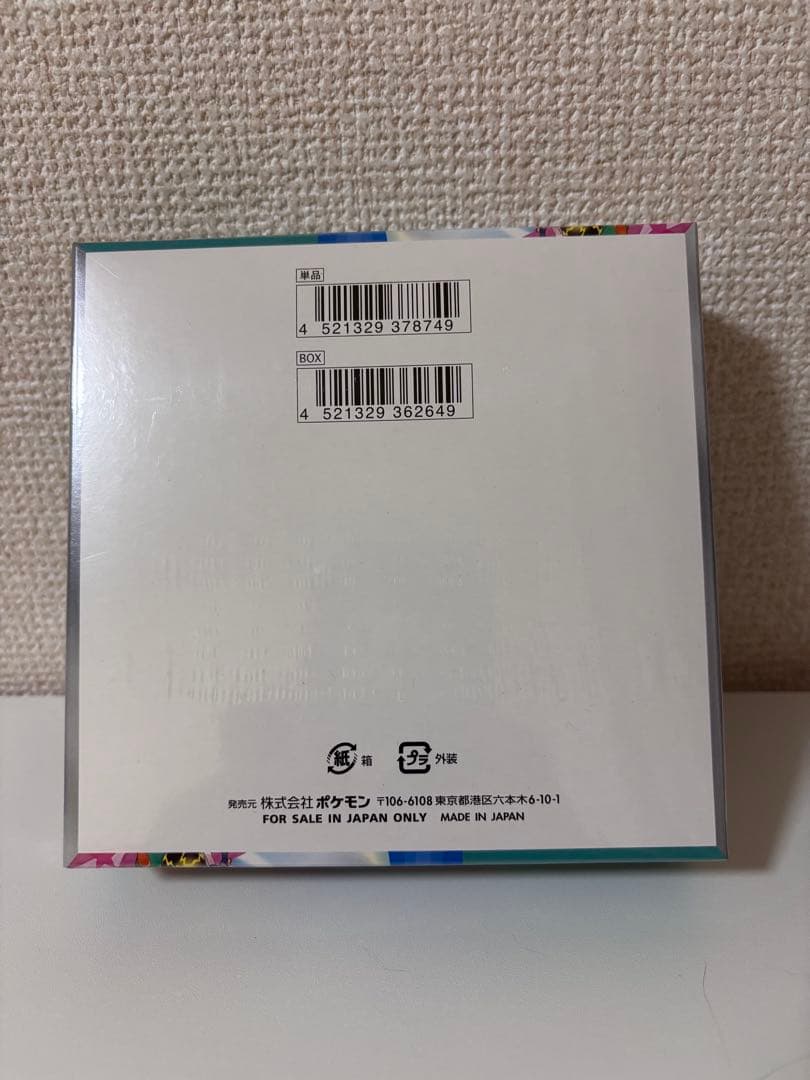 単品
4 521329 378749
BOX
4 521329 362649
紙 箱 プラ 外装
発売元 株式会社 ポケモン 〒106-6108 東京都港区六本木6-10-1
FOR SALE IN JAPAN ONLY MADE IN JAPAN